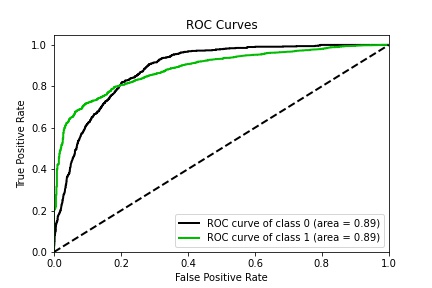 ROC Curves
True Positive Rate
1.0
0.8
0.6
0.4
0.2
0.0
ROC curve of class 0 (area = 0.89)
ROC curve of class 1 (area = 0.89)
0.0 0.2 0.4 0.6 0.8 1.0
False Positive Rate